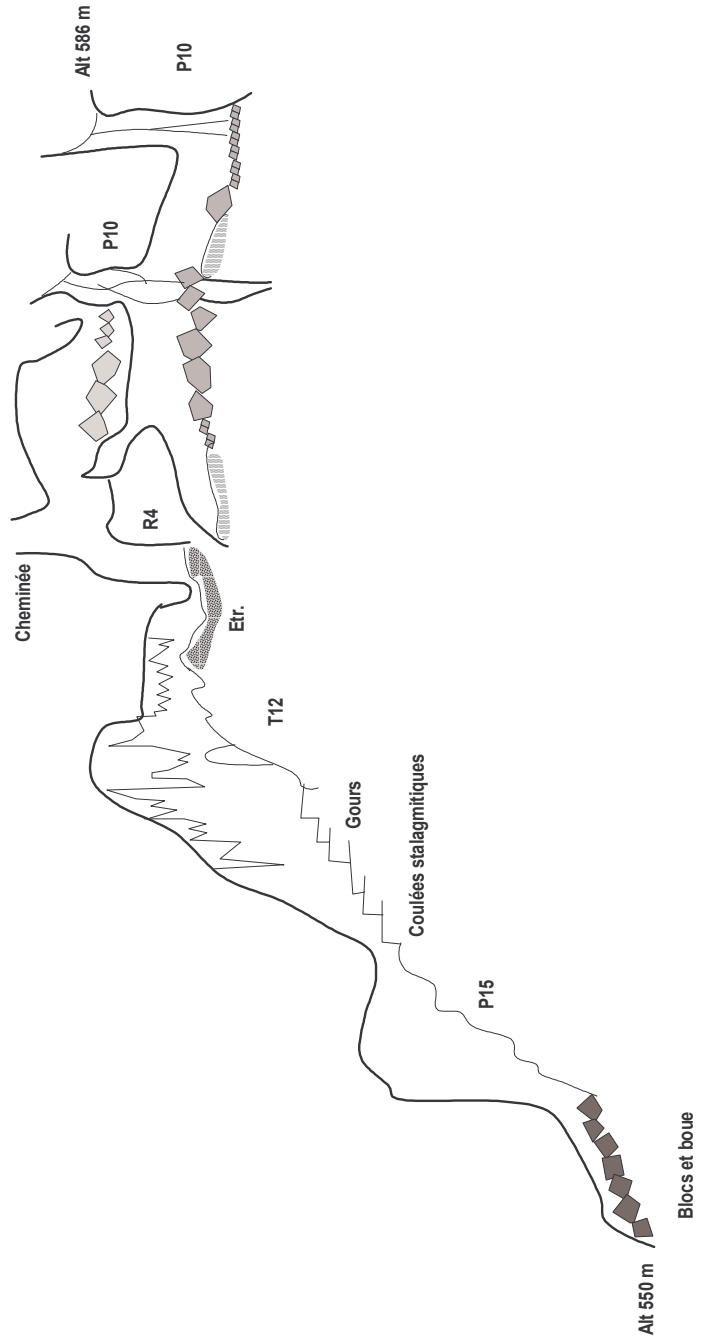 Alt 586 m
P10
P10
Cheminée
R4
Etr.
T12
Gours
Coulées stalagmitiques
P15
Blocs et boue
Alt 550 m